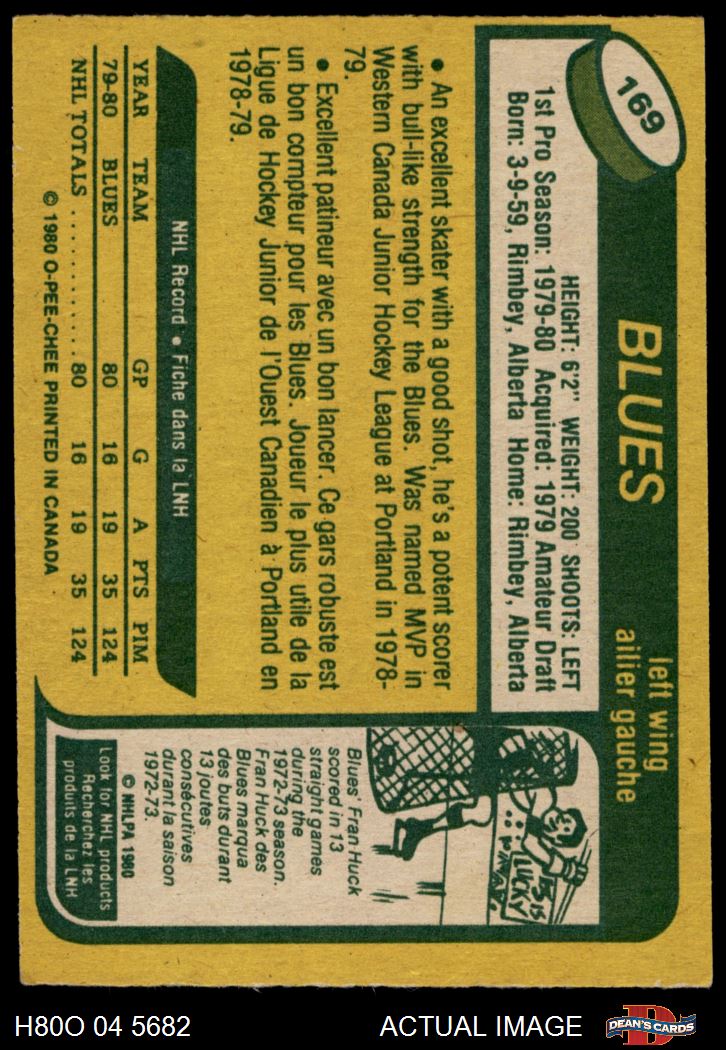 169
BLUES
left wing
ailier gauche
HEIGHT: 6'2" WEIGHT: 200 SHOOTS: LEFT
1st Pro Season: 1979-80 Acquired: 1979 Amateur Draft
Born: 3-9-59, Rimbey, Alberta Home: Rimbey, Alberta
• An excellent skater with a good shot, he's a potent scorer
with bull-like strength for the Blues. Was named MVP in
Western Canada Junior Hockey League at Portland in 1978-
79.
• Excellent patineur avec un bon lancer. Ce gars robuste est
un bon compteur pour les Blues. Joueur le plus utile de la
Ligue de Hockey Junior de l'Ouest Canadien à Portland en
1978-79.
NHL Record • Fiche dans la LNH
YEAR TEAM GP G A PTS PIM
79-80 BLUES 80 16 19 35 124
NHL TOTALS .......... 80 16 19 35 124
© 1980 O-PEE-CHEE PRINTED IN CANADA
13 IS
LUCKY!
Blues' Fran Huck
scored in 13
straight games
during the
1972-73 season.
Fran Huck des
Blues marqua
des buts durant
13 joutes
consécutives
durant la saison
1972-73.
© NHLPA 1980
Look for NHL products
Recherchez les
produits de la LNH
H80O 04 5682
ACTUAL IMAGE
D
DEAN'S CARDS